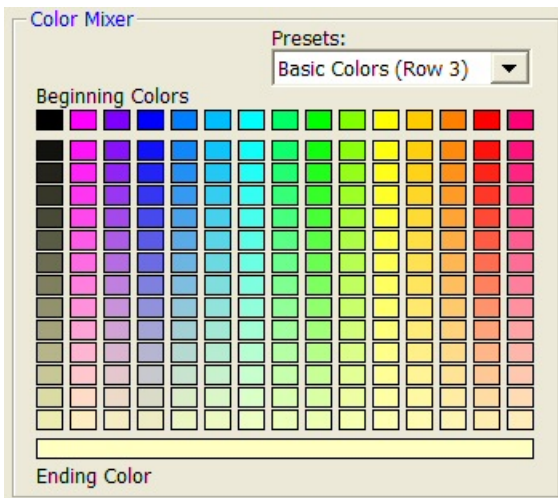 Color Mixer
Presets:
Basic Colors (Row 3)
Beginning Colors
Ending Color